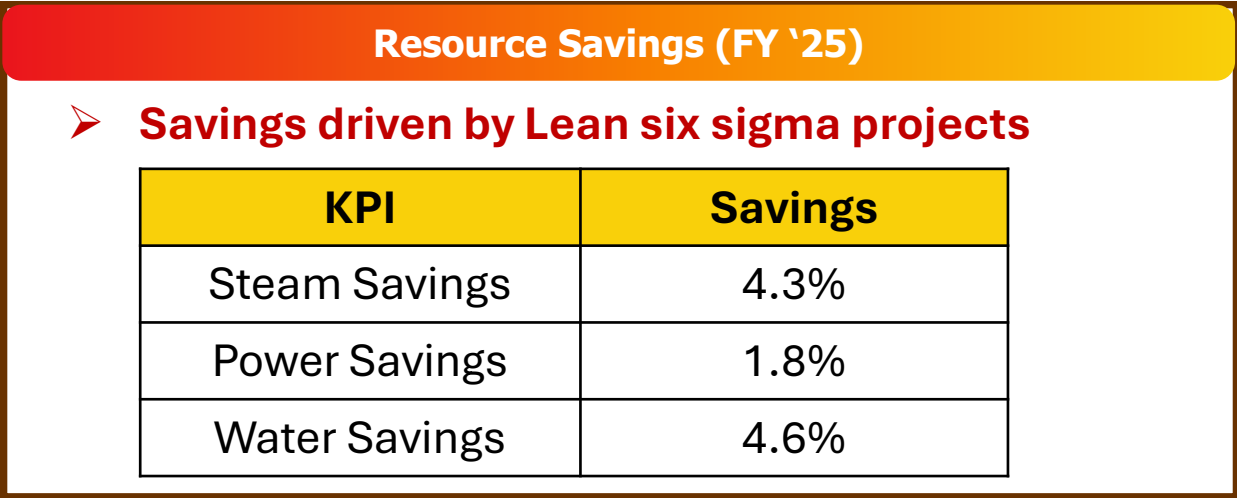 Resource Savings (FY ‘25)
➢ Savings driven by Lean six sigma projects
KPI Savings
Steam Savings 4.3%
Power Savings 1.8%
Water Savings 4.6%